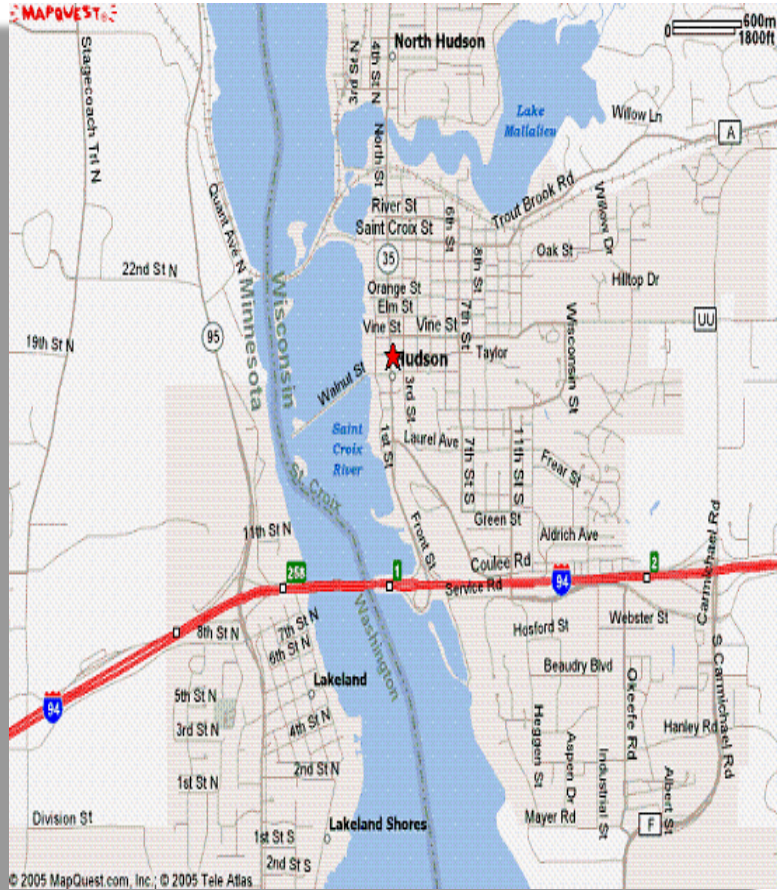 MAPQUEST®
600m
0
1800ft
North Hudson
Stagecoach Trl N
3rd St N
4th St N
Lake
Mallalieu
Willow Ln
A
North St
Trout Brook Rd
Quant Ave N
River St
Saint Croix St
6th St
Willow Dr
35
8th St
Oak St
22nd St N
Hilltop Dr
Orange St
Elm St
Wisconsin
Minnesota
Vine St
Vine St
7th St
UU
Wisconsin St
19th St N
95
Hudson
Taylor
Walnut St
3rd St
Saint
Croix
River
1st St
Laurel Ave
7th St S
11th St S
Frear St
St. Croix
Green St
11th St N
Front St
Aldrich Ave
Carmichael Rd
Coulee Rd
258
1
2
94
Service Rd
Washington
7th St N
8th St N
6th St N
Hosford St
Webster St
S Carmichael Rd
Beaudry Blvd
Lakeland
Okeefe Rd
5th St N
94
3rd St N
4th St N
Heggen St
Aspen Dr
Hanley Rd
Industrial St
2nd St N
1st St N
Albert St
Division St
Lakeland Shores
Mayer Rd
F
1st St S
2nd St S
© 2005 MapQuest.com, Inc.; © 2005 Tele Atlas